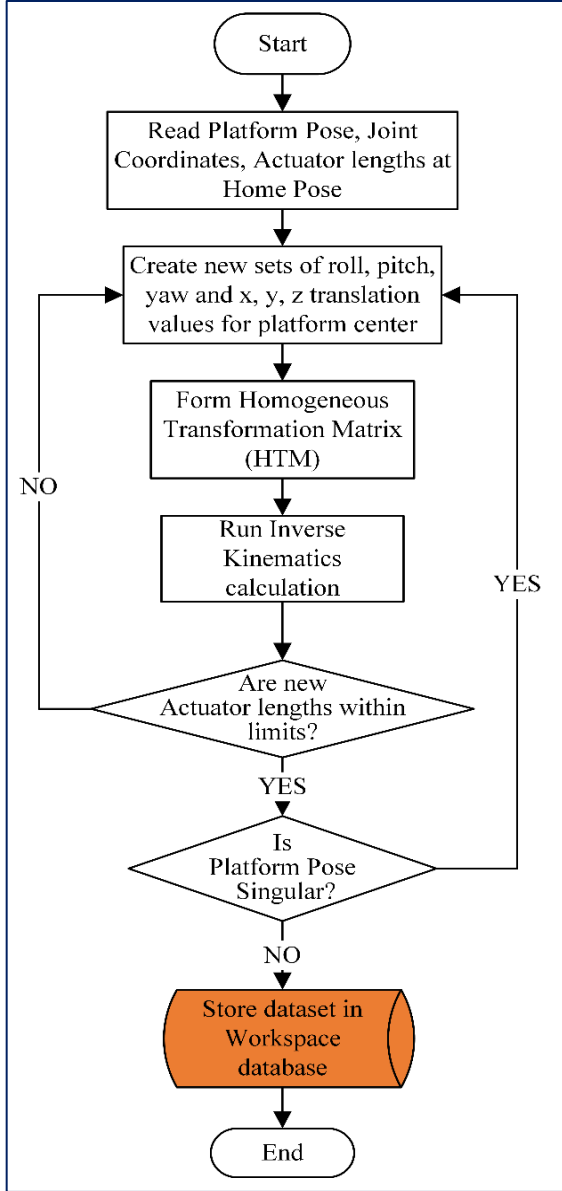 Start
Read Platform Pose, Joint
Coordinates, Actuator lengths at
Home Pose
Create new sets of roll, pitch,
yaw and x, y, z translation
values for platform center
Form Homogeneous
Transformation Matrix
(HTM)
NO
Run Inverse
Kinematics
calculation
YES
Are new
Actuator lengths within
limits?
YES
Is
Platform Pose
Singular?
NO
Store dataset in
Workspace
database
End